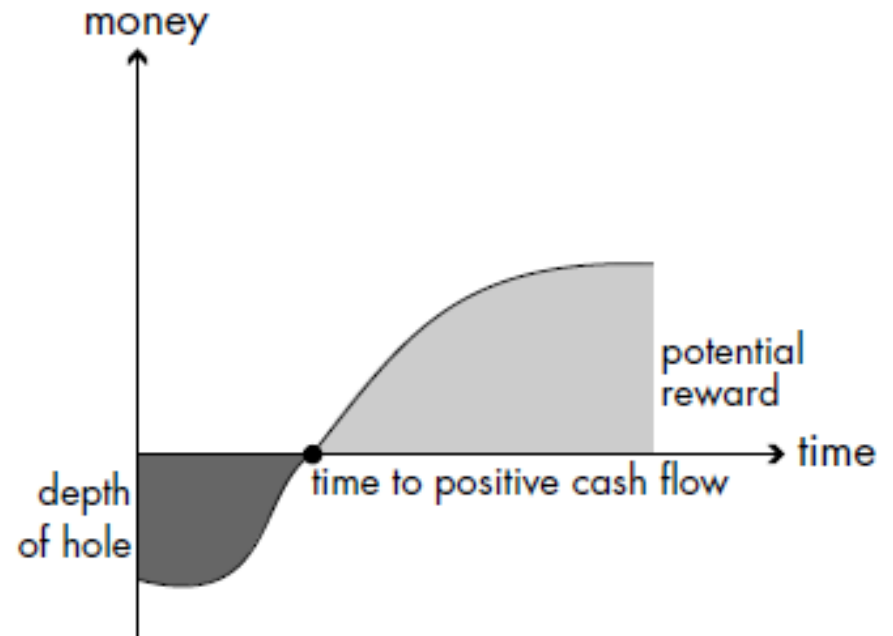 money
potential
reward
time
time to positive cash flow
depth
of hole